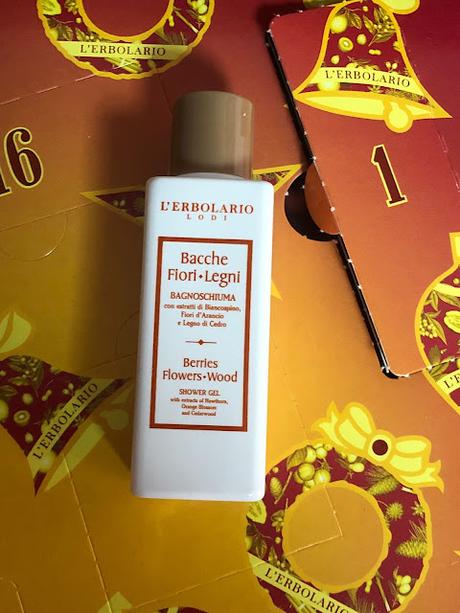 L'ERBOLARIO
L'ERBOLARIO
16
1
L'ERBOLARIO
LODI
Bacche
Fiori•Legni
BAGNOSCHIUMA
con estratti di Biancospino,
Fiori d'Arancio
e Legno di Cedro
Berries
Flowers•Wood
SHOWER GEL
with extracts of Hawthorn,
Orange Blossom
and Cedarwood
L'ERBOLARIO
L'ERBOLARIO